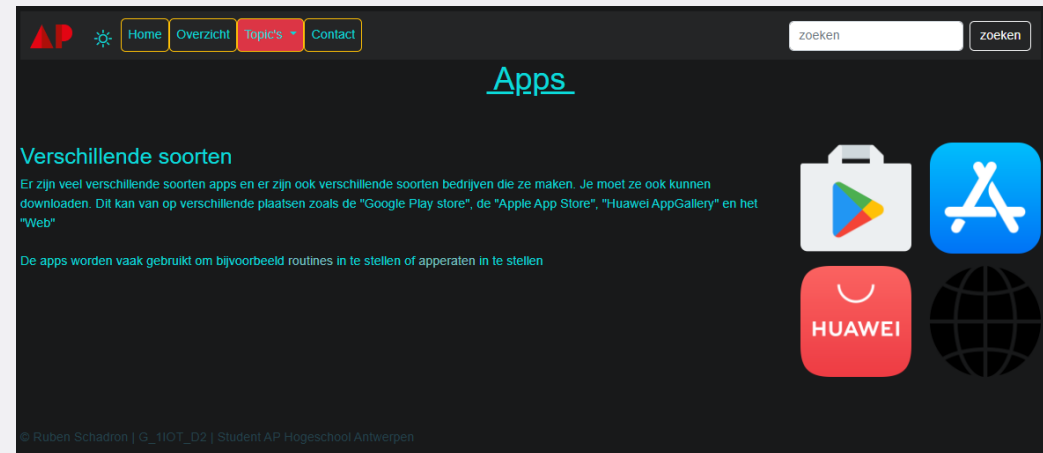 AP Home Overzicht Topic's Contact zoeken zoeken
Apps
Verschillende soorten
Er zijn veel verschillende soorten apps en er zijn ook verschillende soorten bedrijven die ze maken. Je moet ze ook kunnen
downloaden. Dit kan van op verschillende plaatsen zoals de "Google Play store", de "Apple App Store", "Huawei AppGallery" en het
"Web"
De apps worden vaak gebruikt om bijvoorbeeld routines in te stellen of apperaten in te stellen
HUAWEI
© Ruben Schadron | G_1IOT_D2 | Student AP Hogeschool Antwerpen